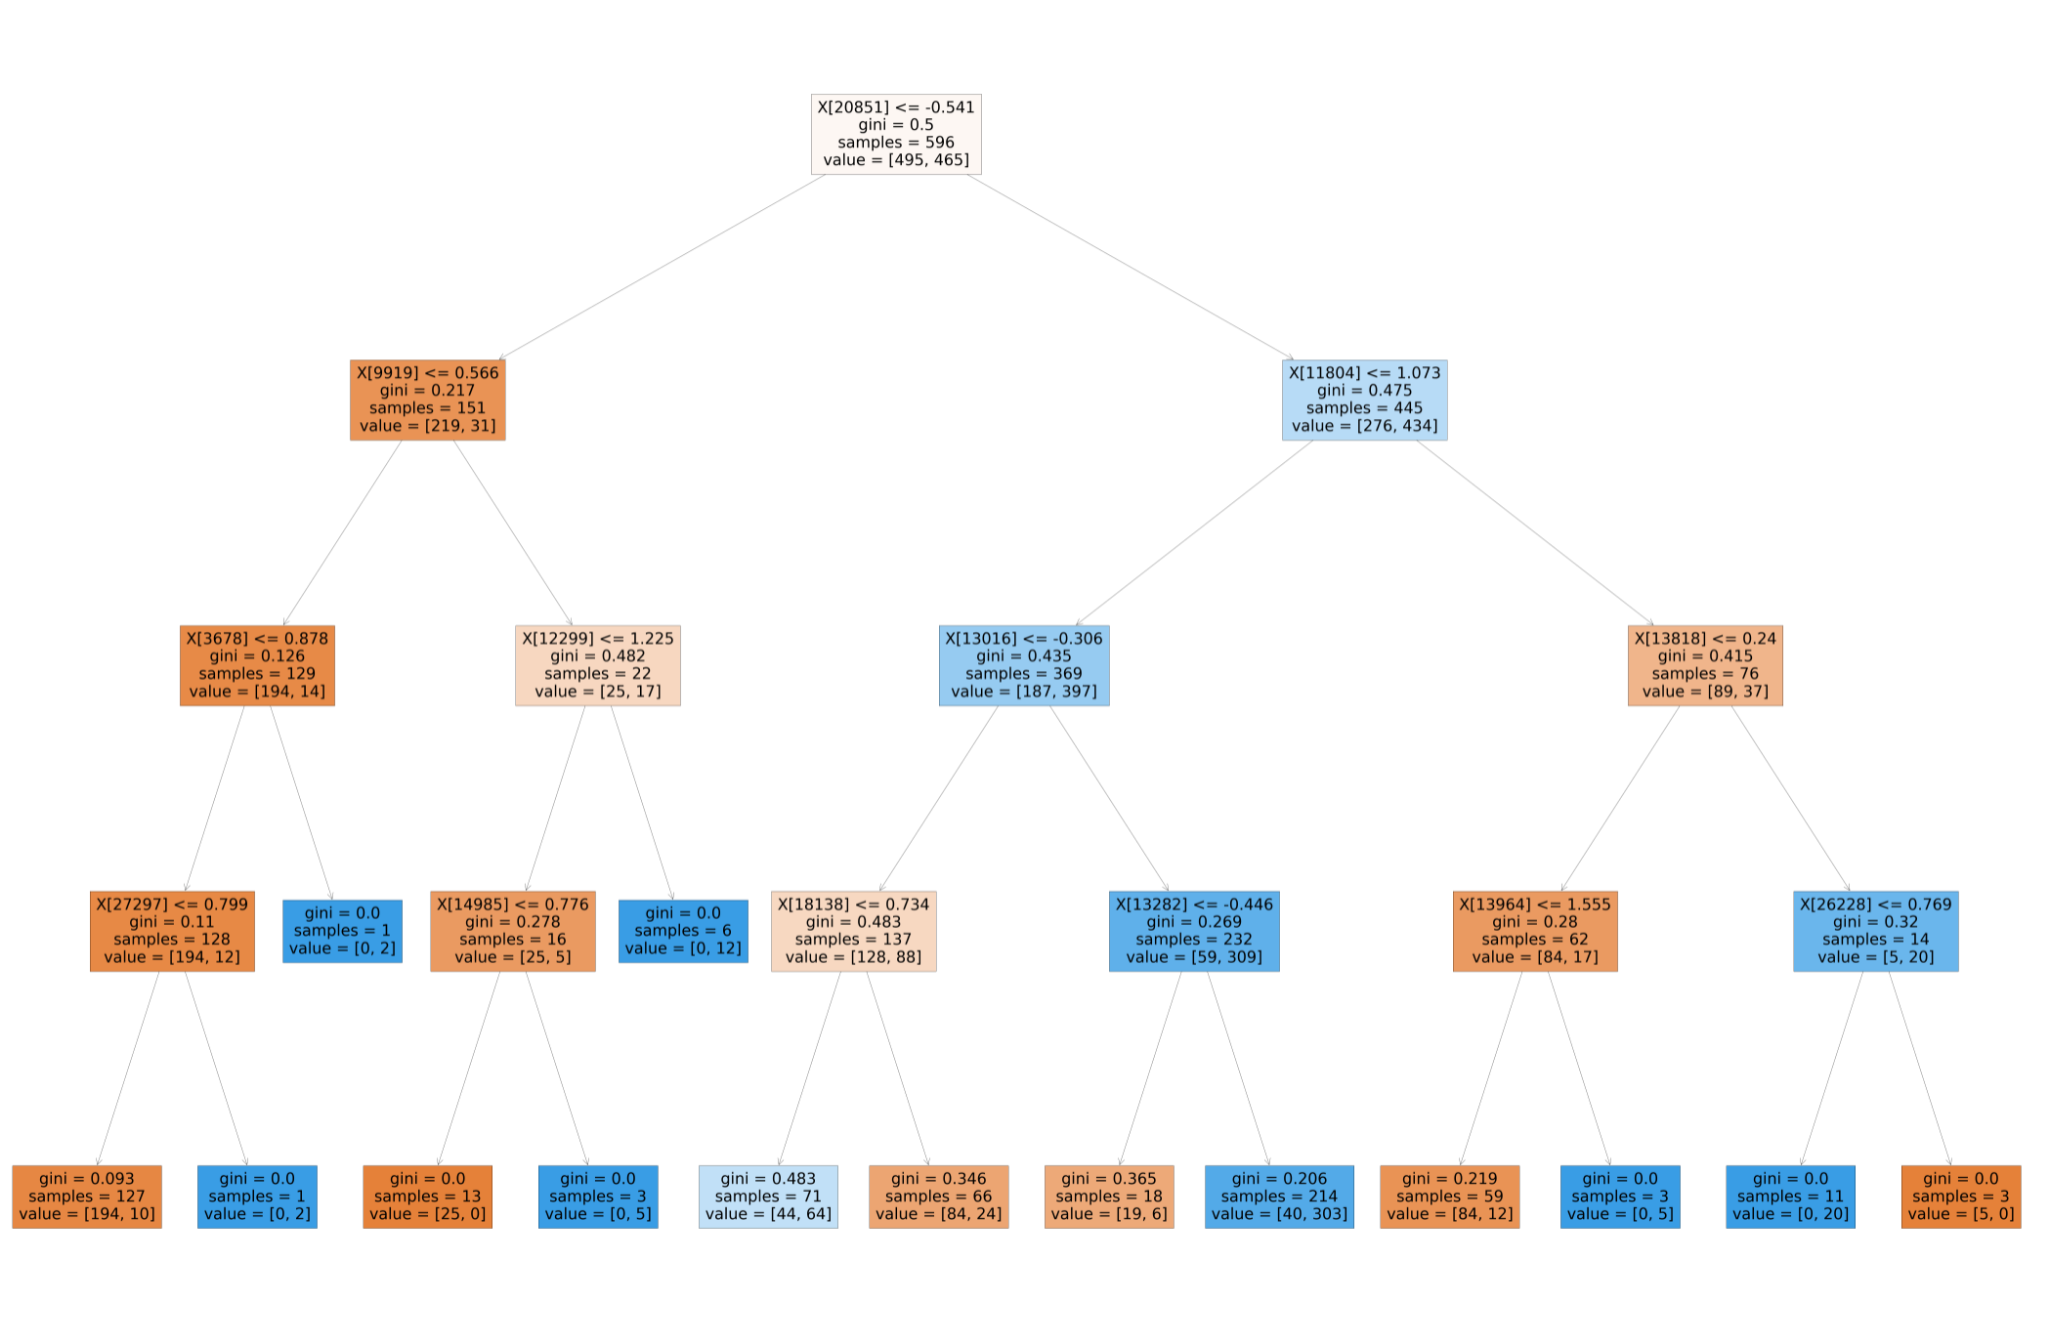 X[20851] <= -0.541
gini = 0.5
samples = 596
value = [495, 465]
X[9919] <= 0.566
gini = 0.217
samples = 151
value = [219, 31]
X[11804] <= 1.073
gini = 0.475
samples = 445
value = [276, 434]
X[3678] <= 0.878
gini = 0.126
samples = 129
value = [194, 14]
X[12299] <= 1.225
gini = 0.482
samples = 22
value = [25, 17]
X[13016] <= -0.306
gini = 0.435
samples = 369
value = [187, 397]
X[13818] <= 0.24
gini = 0.415
samples = 76
value = [89, 37]
X[27297] <= 0.799
gini = 0.11
samples = 128
value = [194, 12]
gini = 0.0
samples = 1
value = [0, 2]
X[14985] <= 0.776
gini = 0.278
samples = 16
value = [25, 5]
gini = 0.0
samples = 6
value = [0, 12]
X[18138] <= 0.734
gini = 0.483
samples = 137
value = [128, 88]
X[13282] <= -0.446
gini = 0.269
samples = 232
value = [59, 309]
X[13964] <= 1.555
gini = 0.28
samples = 62
value = [84, 17]
X[26228] <= 0.769
gini = 0.32
samples = 14
value = [5, 20]
gini = 0.093
samples = 127
value = [194, 10]
gini = 0.0
samples = 1
value = [0, 2]
gini = 0.0
samples = 13
value = [25, 0]
gini = 0.0
samples = 3
value = [0, 5]
gini = 0.483
samples = 71
value = [44, 64]
gini = 0.346
samples = 66
value = [84, 24]
gini = 0.365
samples = 18
value = [19, 6]
gini = 0.206
samples = 214
value = [40, 303]
gini = 0.219
samples = 59
value = [84, 12]
gini = 0.0
samples = 3
value = [0, 5]
gini = 0.0
samples = 11
value = [0, 20]
gini = 0.0
samples = 3
value = [5, 0]